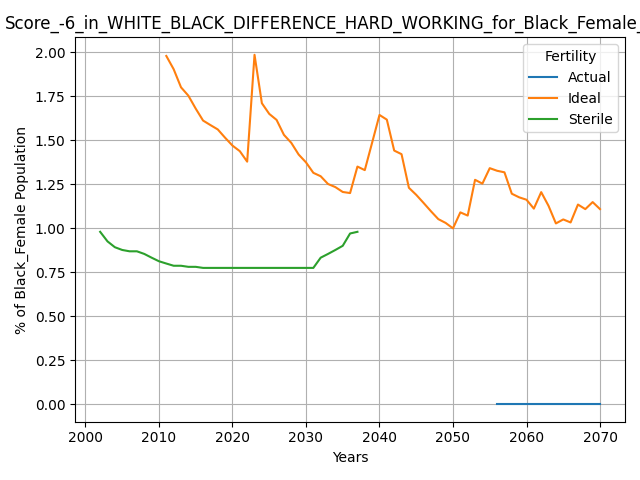 Score_-6_in_WHITE_BLACK_DIFFERENCE_HARD_WORKING_for_Black_Female_
Fertility
Actual
Ideal
Sterile
% of Black_Female Population
2.00
1.75
1.50
1.25
1.00
0.75
0.50
0.25
0.00
2000 2010 2020 2030 2040 2050 2060 2070
Years